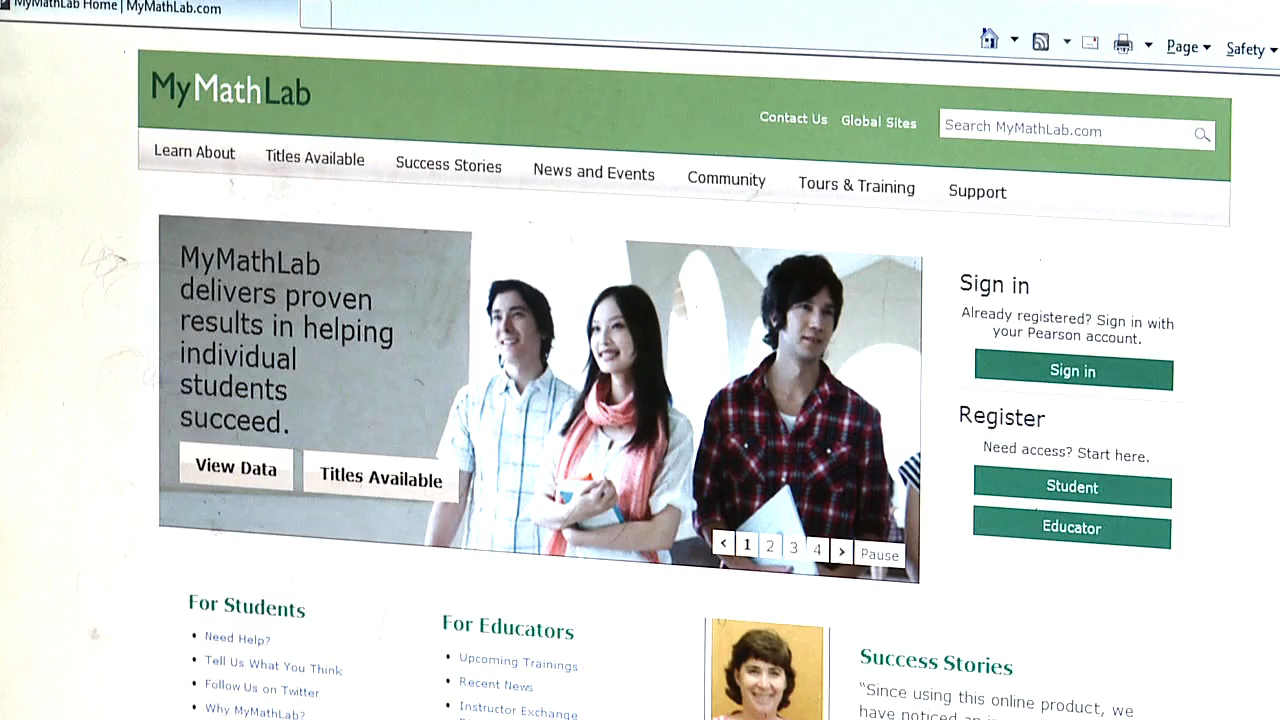 MyMathLab Home | MyMathLab.com
Page
Safety
MyMathLab
Contact Us
Global Sites
Search MyMathLab.com
Learn About
Titles Available
Success Stories
News and Events
Community
Tours & Training
Support
MyMathLab
delivers proven
results in helping
individual
students
succeed.
View Data
Titles Available
< 1 2 3 4 > Pause
Sign in
Already registered? Sign in with
your Pearson account.
Sign in
Register
Need access? Start here.
Student
Educator
For Students
• Need Help?
• Tell Us What You Think
• Follow Us on Twitter
• Why MyMathLab?
For Educators
• Upcoming Trainings
• Recent News
• Instructor Exchange
Success Stories
“Since using this online product, we
have noticed an